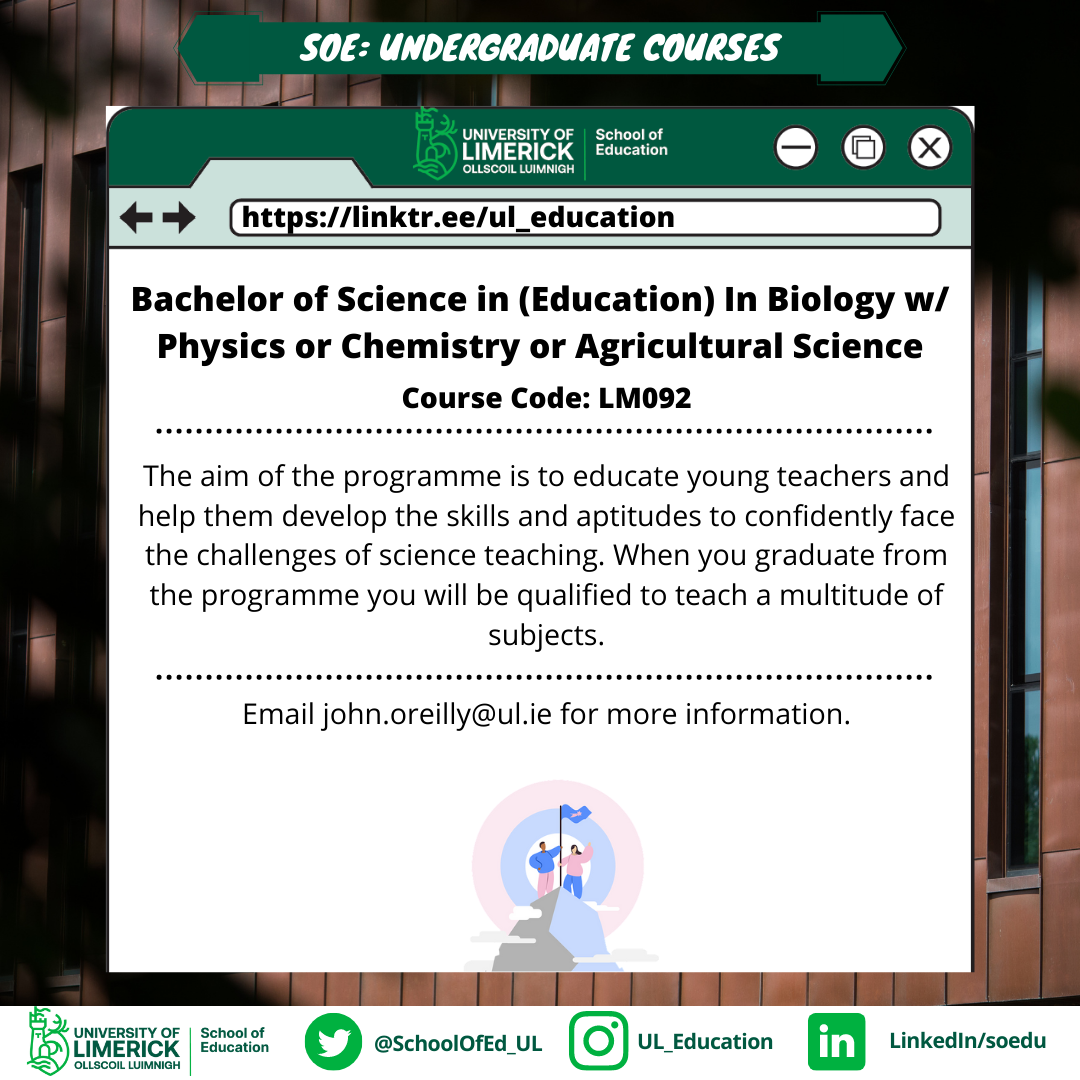 SOE: UNDERGRADUATE COURSES
UNIVERSITY OF
LIMERICK
OLLSCOIL LUIMNIGH
School of
Education
https://linktr.ee/ul_education
Bachelor of Science in (Education) In Biology w/
Physics or Chemistry or Agricultural Science
Course Code: LM092
The aim of the programme is to educate young teachers and
help them develop the skills and aptitudes to confidently face
the challenges of science teaching. When you graduate from
the programme you will be qualified to teach a multitude of
subjects.
Email john.oreilly@ul.ie for more information.
UNIVERSITY OF
LIMERICK
OLLSCOIL LUIMNIGH
School of
Education
@SchoolOfEd_UL
UL_Education
in
LinkedIn/soedu